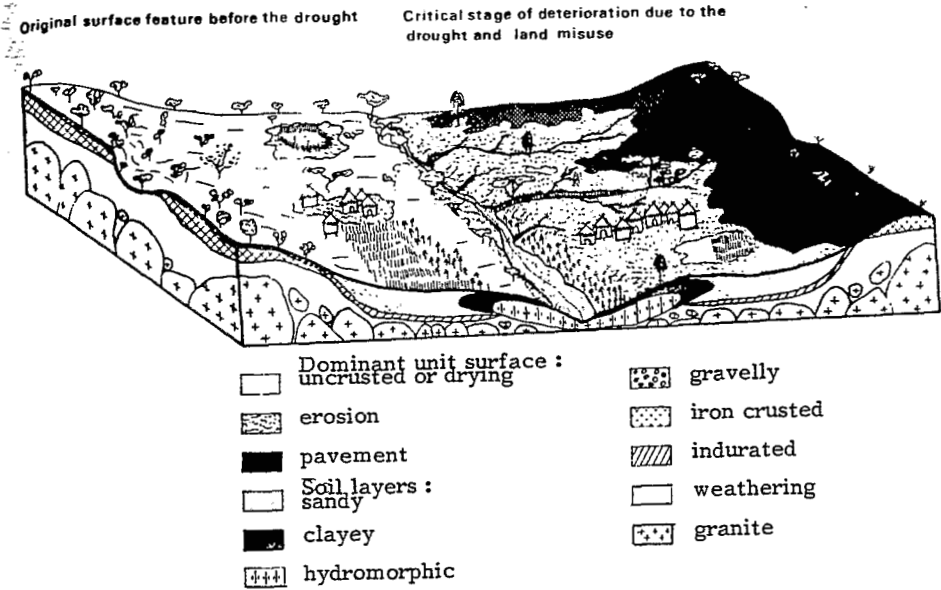 Original surface feature before the drought
Critical stage of deterioration due to the
drought and land misuse
Dominant unit surface :
uncrusted or drying
erosion
pavement
Soil layers :
sandy
clayey
hydromorphic
gravelly
iron crusted
indurated
weathering
granite